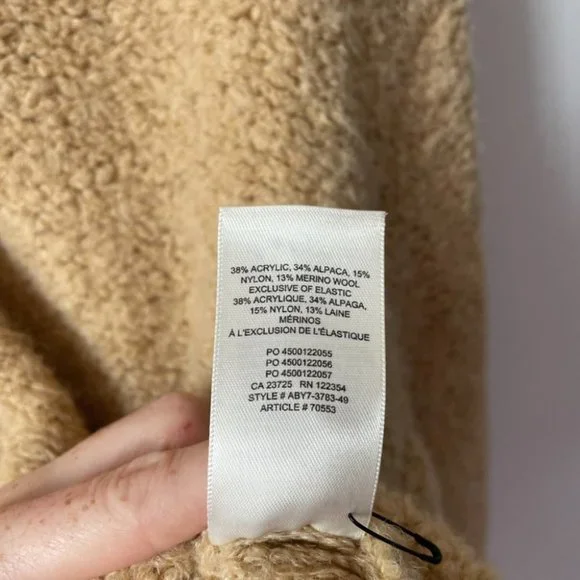 38% ACRYLIC, 34% ALPACA, 15%
NYLON, 13% MERINO WOOL
EXCLUSIVE OF ELASTIC
38% ACRYLIQUE, 34% ALPAGA,
15% NYLON, 13% LAINE
MÉRINOS
À L'EXCLUSION DE L'ÉLASTIQUE
PO 4500122055
PO 4500122056
PO 4500122057
CA 23725 RN 122354
STYLE # ABY7-3783-49
ARTICLE # 70553